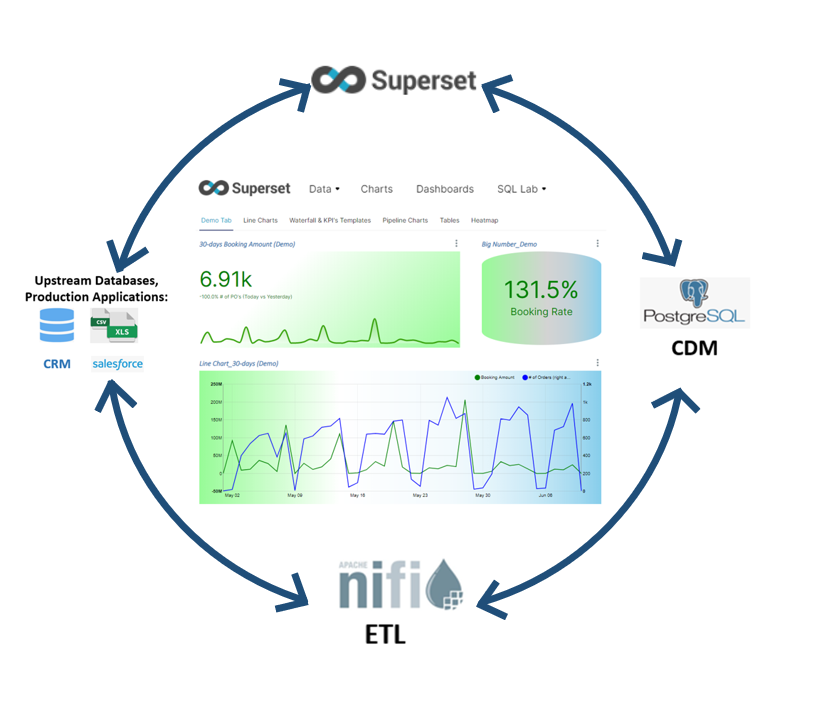 Superset
Superset Data Charts Dashboards SQL Lab
Demo Tab Line Charts Waterfall & KPI's Templates Pipeline Charts Tables Heatmap
30-days Booking Amount (Demo)
6.91k
-100.0% # of PO's (Today vs Yesterday)
Big Number_Demo
131.5%
Booking Rate
Upstream Databases,
Production Applications:
CSV
XLS
CRM
salesforce
PostgreSQL
CDM
Line Chart_30-days (Demo)
Booking Amount # of Orders (right a...
250M 1.2k
200M 1k
150M 800
100M 600
50M 400
0 200
-50M 0
May 02 May 09 May 16 May 23 May 30 Jun 06
APACHE
nifi
ETL